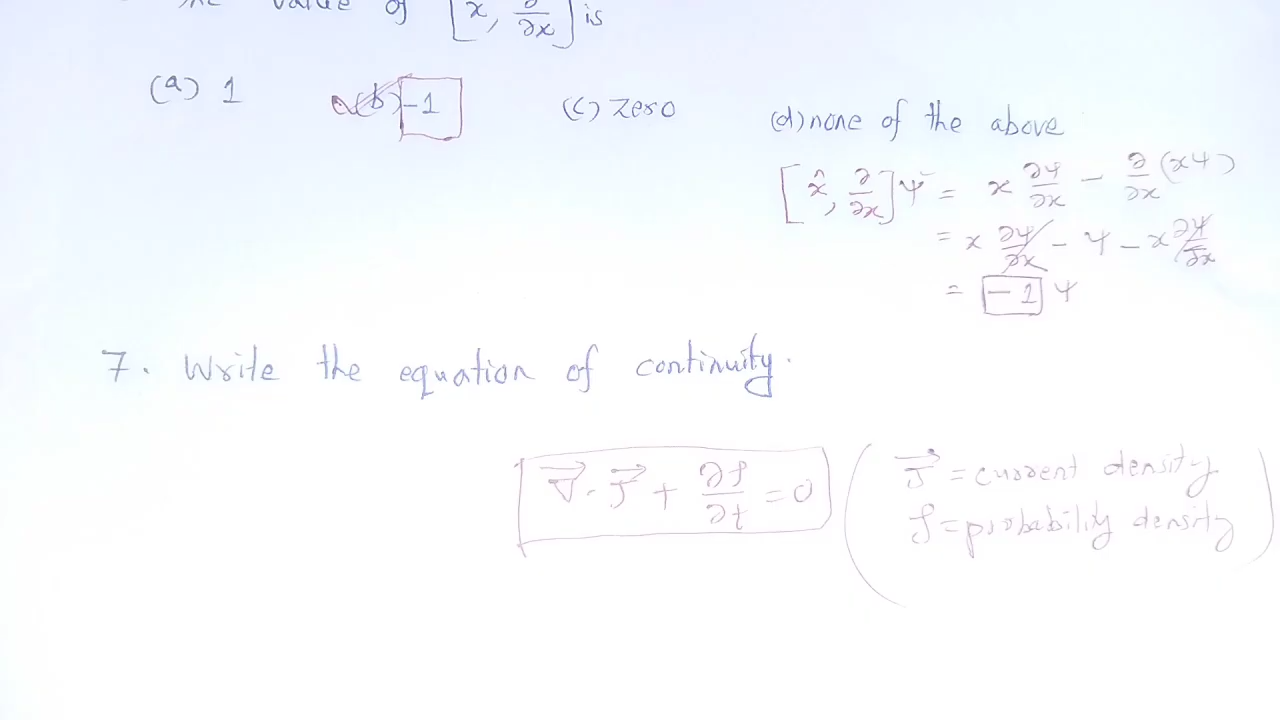 The value of [x, ∂/∂x] is
(a) 1 (b) -1 (c) zero (d) none of the above
[x̂, ∂/∂x]ψ = x ∂ψ/∂x - ∂/∂x (xψ)
= x ∂ψ/∂x - ψ - x ∂ψ/∂x
= -1 ψ
7. Write the equation of continuity.
∇⃗·J⃗ + ∂ρ/∂t = 0 (J⃗ = current density
ρ = probability density)